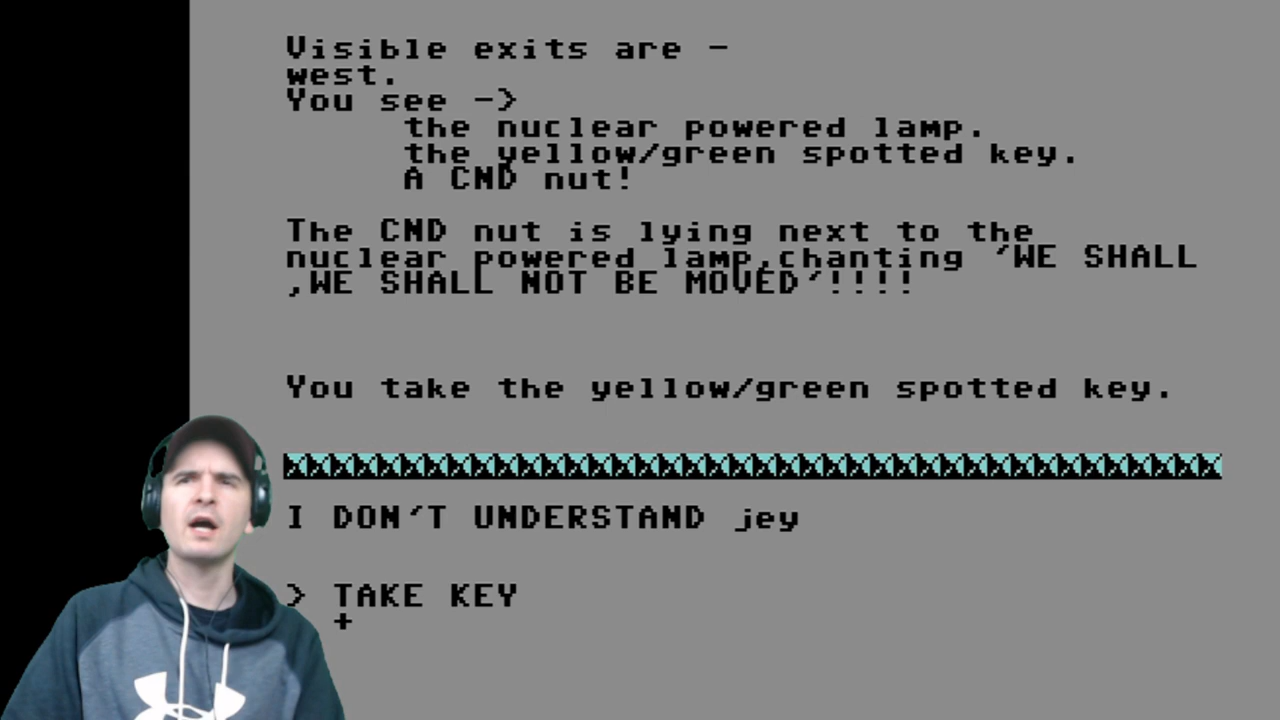 Visible exits are -
west.
You see ->
the nuclear powered lamp.
the yellow/green spotted key.
A CND nut!
The CND nut is lying next to the
nuclear powered lamp,chanting 'WE SHALL
,WE SHALL NOT BE MOVED'!!!!
You take the yellow/green spotted key.
I DON'T UNDERSTAND jey
> TAKE KEY
+